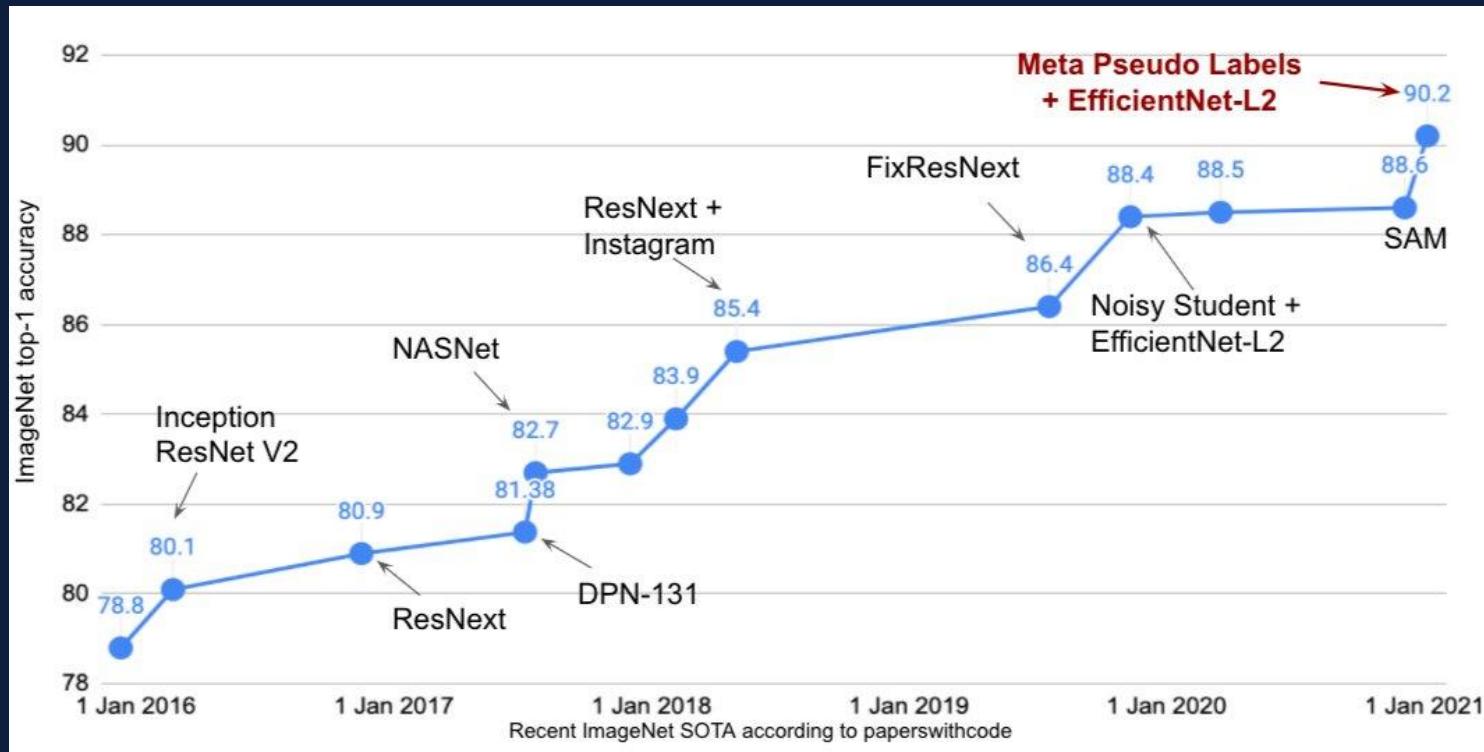 92
90
88
86
84
82
80
78
ImageNet top-1 accuracy
Meta Pseudo Labels
+ EfficientNet-L2
90.2
FixResNext
88.4
88.5
88.6
SAM
ResNext +
Instagram
86.4
Noisy Student +
EfficientNet-L2
85.4
NASNet
83.9
82.7
82.9
Inception
ResNet V2
81.38
80.9
80.1
DPN-131
78.8
ResNext
1 Jan 2016
1 Jan 2017
1 Jan 2018
1 Jan 2019
1 Jan 2020
1 Jan 2021
Recent ImageNet SOTA according to paperswithcode